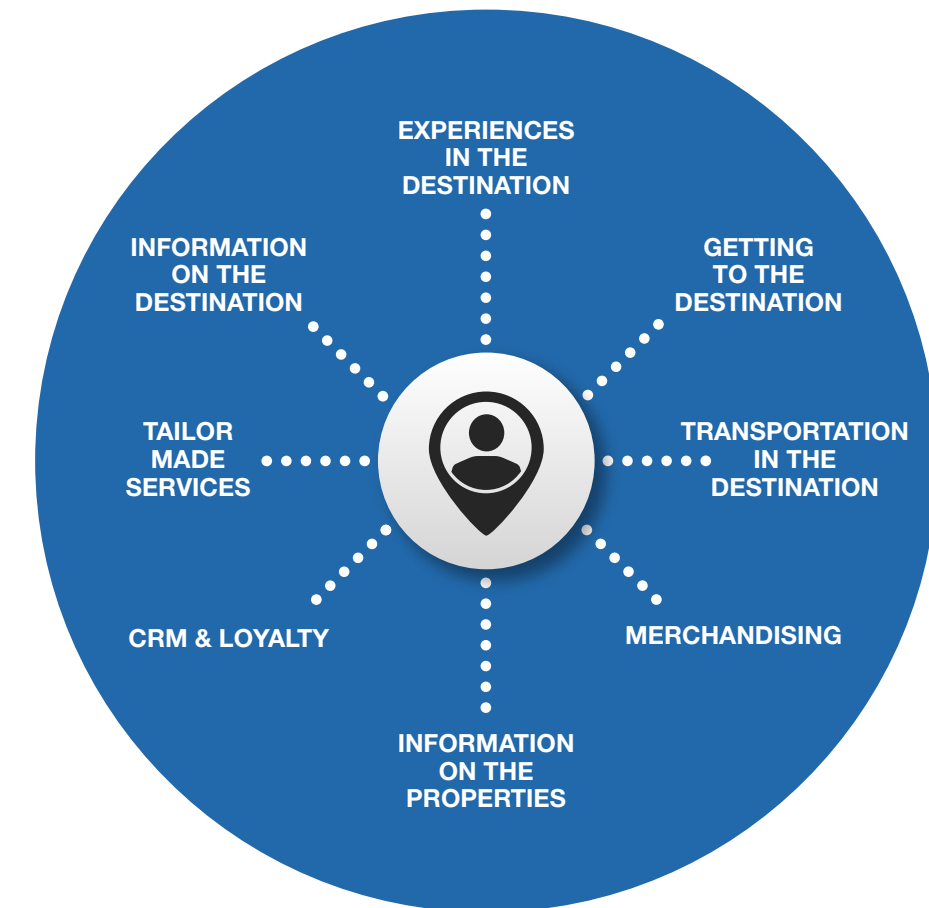 EXPERIENCES
IN THE
DESTINATION
INFORMATION
ON THE
DESTINATION
GETTING
TO THE
DESTINATION
TAILOR
MADE
SERVICES
TRANSPORTATION
IN THE
DESTINATION
CRM & LOYALTY
MERCHANDISING
INFORMATION
ON THE
PROPERTIES